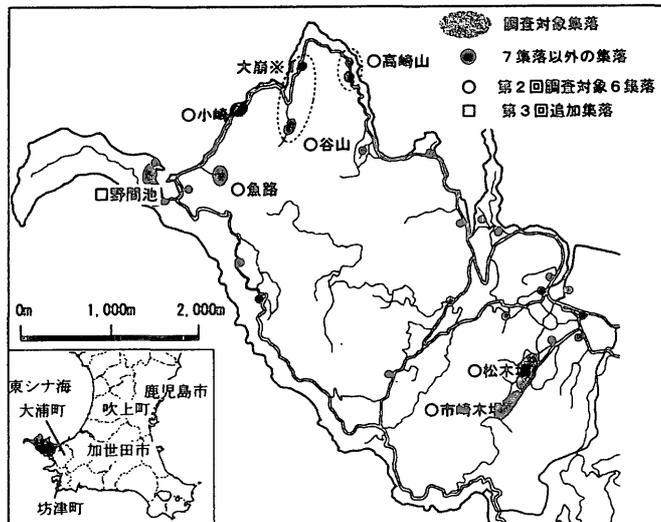 調査対象集落
7集落以外の集落
○ 第2回調査対象6集落
□ 第3回追加集落
大崩※
○高崎山
○小崎
○谷山
○魚路
□野間池
0m 1,000m 2,000m
○松木場
○市崎木場
東シナ海
鹿児島市
大浦町
吹上町
加世田市
坊津町